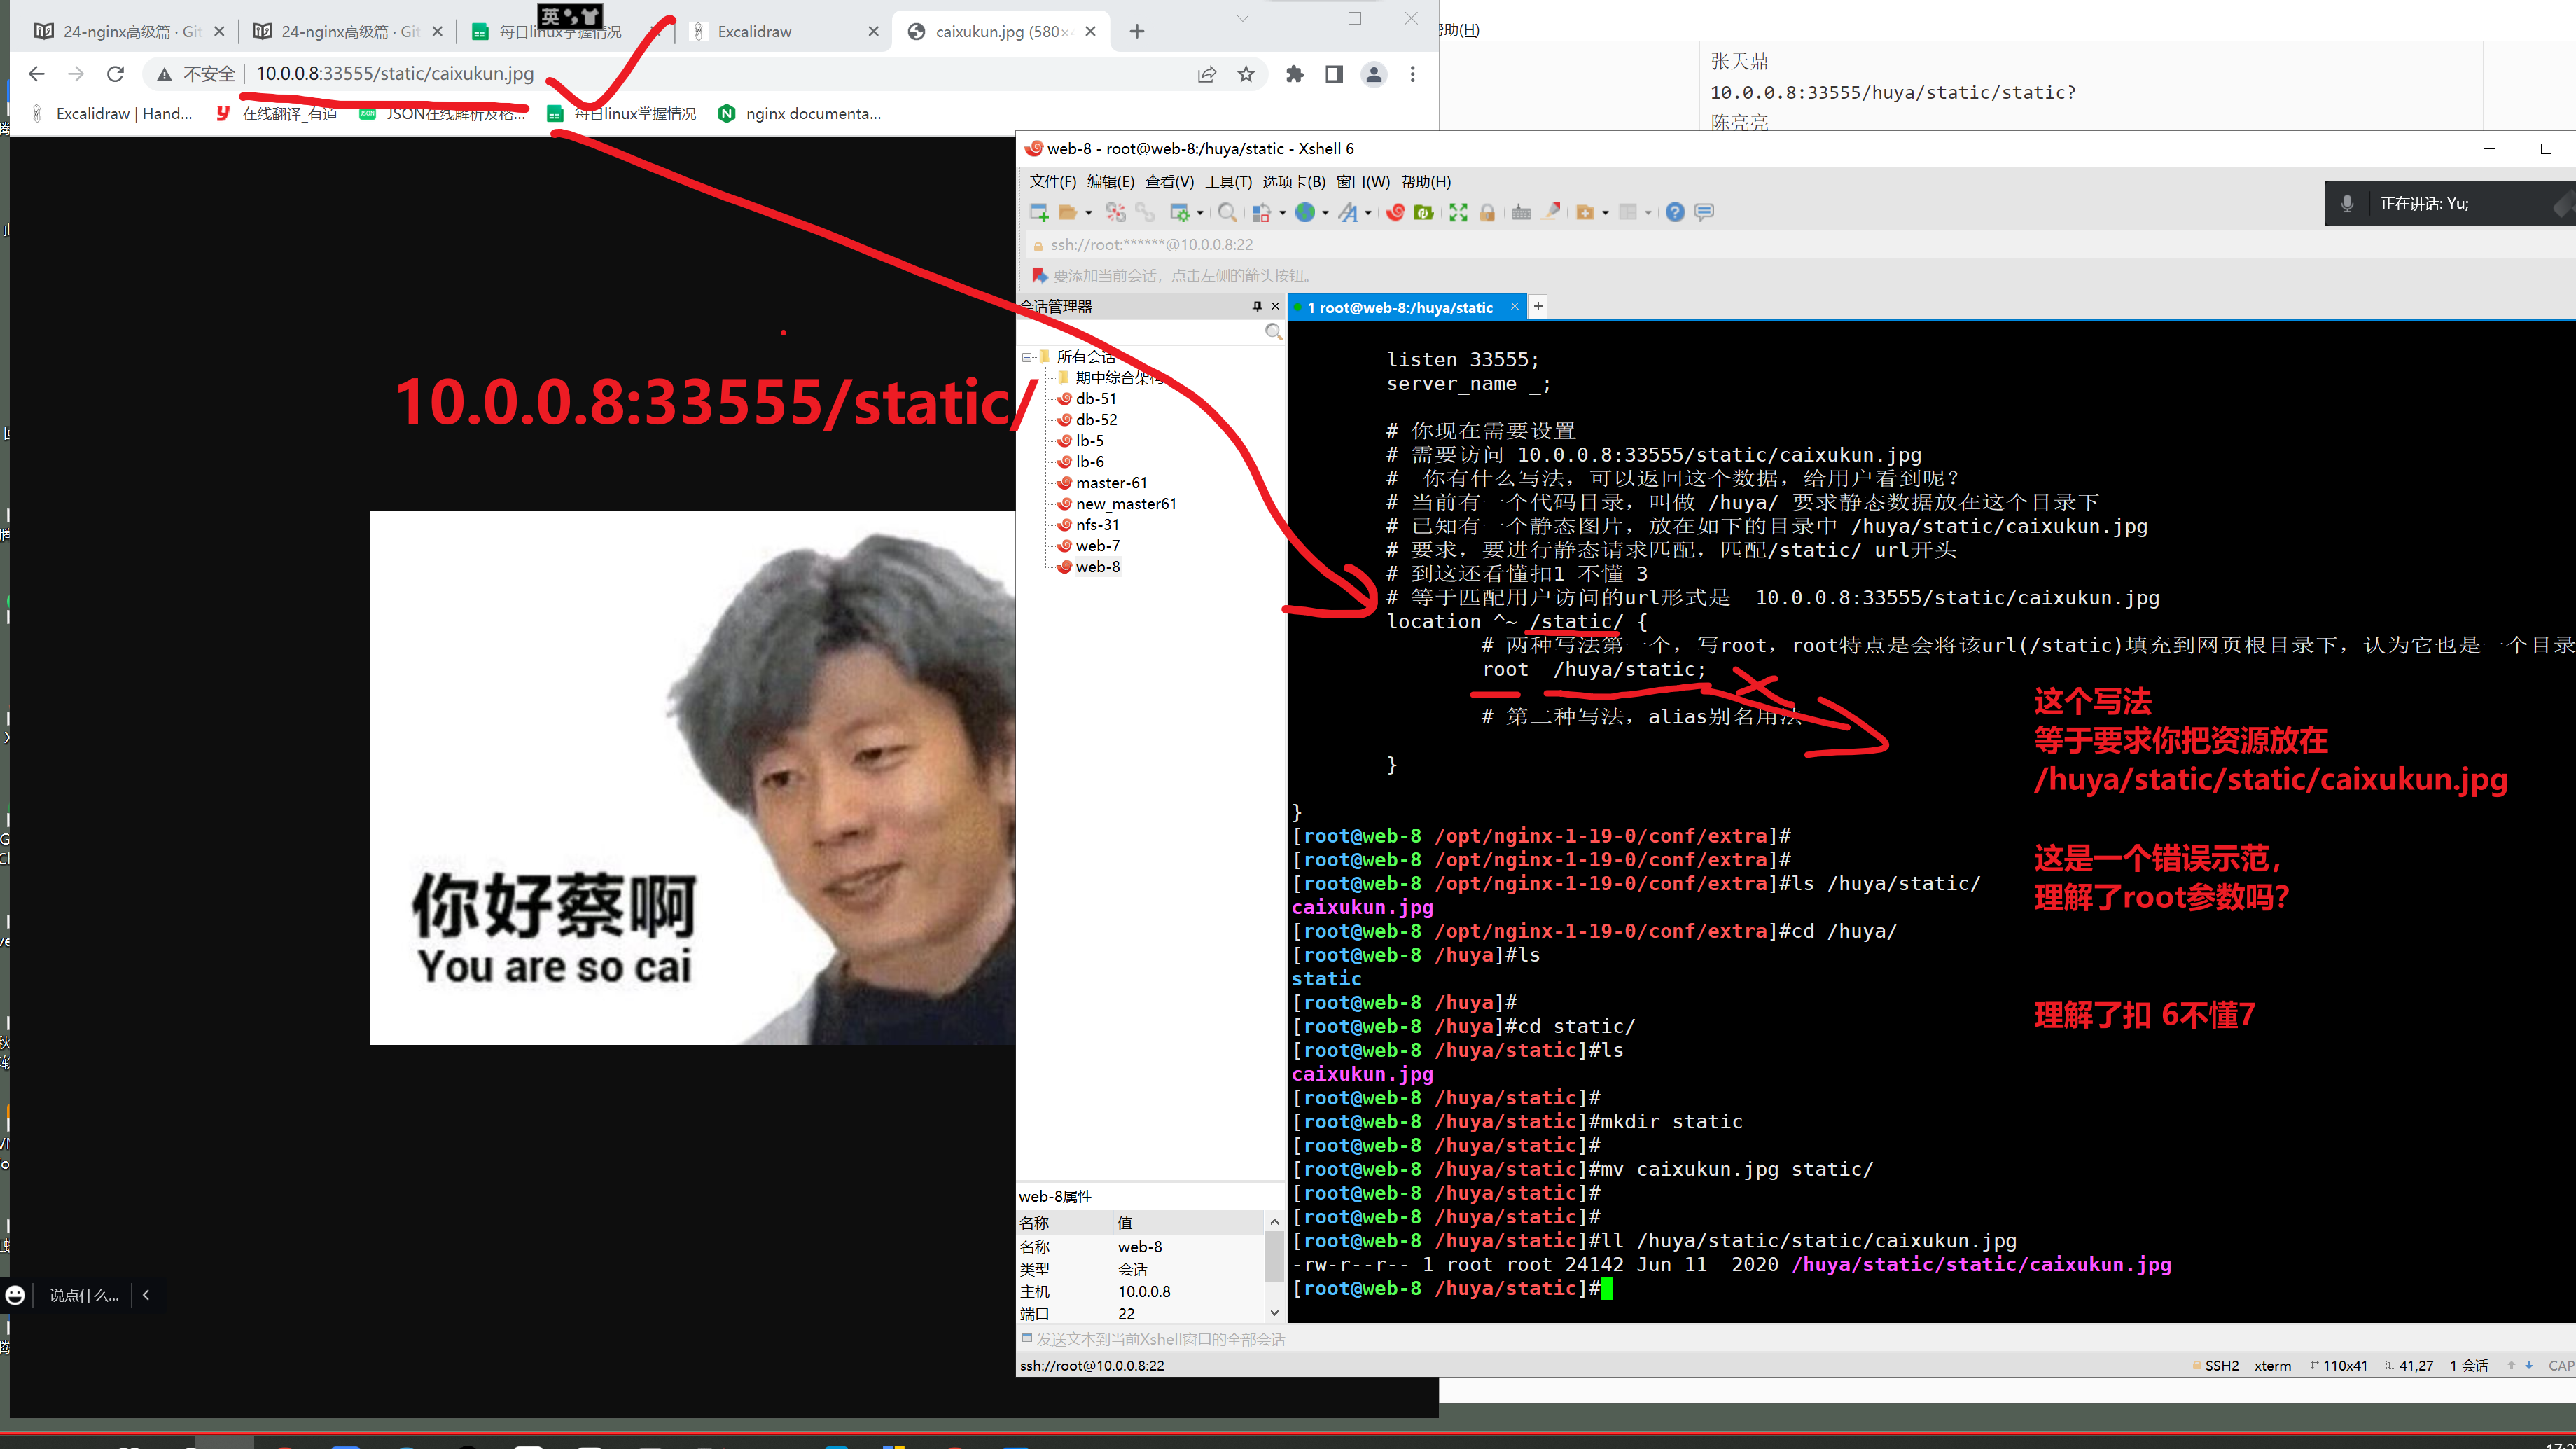 24-nginx高级篇 · Git
24-nginx高级篇 · Git
每日linux掌握情况
英
Excalidraw
caixukun.jpg (580×
帮助(H)
不安全 10.0.0.8:33555/static/caixukun.jpg
Excalidraw | Hand...
在线翻译_有道
JSON在线解析及格...
每日linux掌握情况
nginx documenta...
张天鼎
10.0.0.8:33555/huya/static/static?
陈亮亮
web-8 - root@web-8:/huya/static - Xshell 6
文件(F) 编辑(E) 查看(V) 工具(T) 选项卡(B) 窗口(W) 帮助(H)
正在讲话: Yu;
ssh://root:******@10.0.0.8:22
要添加当前会话，点击左侧的箭头按钮。
会话管理器
1 root@web-8:/huya/static
所有会话
期中综合架构
db-51
db-52
lb-5
lb-6
master-61
new_master61
nfs-31
web-7
web-8
10.0.0.8:33555/static/
你好蔡啊
You are so cai
listen 33555;
server_name _;
# 你现在需要设置
# 需要访问 10.0.0.8:33555/static/caixukun.jpg
# 你有什么写法，可以返回这个数据，给用户看到呢？
# 当前有一个代码目录，叫做 /huya/ 要求静态数据放在这个目录下
# 已知有一个静态图片，放在如下的目录中 /huya/static/caixukun.jpg
# 要求，要进行静态请求匹配，匹配/static/ url开头
# 到这还看懂扣1 不懂 3
# 等于匹配用户访问的url形式是 10.0.0.8:33555/static/caixukun.jpg
location ^~ /static/ {
# 两种写法第一个，写root，root特点是会将该url(/static)填充到网页根目录下，认为它也是一个目录
root /huya/static;
# 第二种写法，alias别名用法
}
}
[root@web-8 /opt/nginx-1-19-0/conf/extra]#
[root@web-8 /opt/nginx-1-19-0/conf/extra]#
[root@web-8 /opt/nginx-1-19-0/conf/extra]#ls /huya/static/
caixukun.jpg
[root@web-8 /opt/nginx-1-19-0/conf/extra]#cd /huya/
[root@web-8 /huya]#ls
static
[root@web-8 /huya]#
[root@web-8 /huya]#cd static/
[root@web-8 /huya/static]#ls
caixukun.jpg
[root@web-8 /huya/static]#
[root@web-8 /huya/static]#mkdir static
[root@web-8 /huya/static]#
[root@web-8 /huya/static]#mv caixukun.jpg static/
[root@web-8 /huya/static]#
[root@web-8 /huya/static]#
[root@web-8 /huya/static]#ll /huya/static/static/caixukun.jpg
-rw-r--r-- 1 root root 24142 Jun 11 2020 /huya/static/static/caixukun.jpg
[root@web-8 /huya/static]#
这个写法
等于要求你把资源放在
/huya/static/static/caixukun.jpg
这是一个错误示范，
理解了root参数吗？
理解了扣 6不懂7
web-8属性
名称 值
名称 web-8
类型 会话
主机 10.0.0.8
端口 22
说点什么...
发送文本到当前Xshell窗口的全部会话
ssh://root@10.0.0.8:22
SSH2 xterm 110x41 41,27 1 会话 CAP